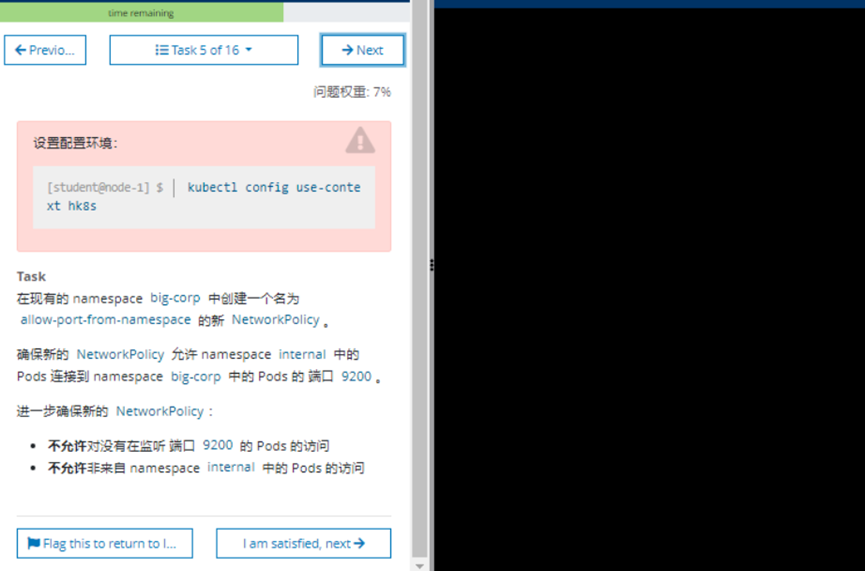 time remaining
Previo...
Task 5 of 16
Next
问题权重: 7%
设置配置环境:
[student@node-1] $ | kubectl config use-conte
xt hk8s
Task
在现有的 namespace big-corp 中创建一个名为
allow-port-from-namespace 的新 NetworkPolicy 。
确保新的 NetworkPolicy 允许 namespace internal 中的
Pods 连接到 namespace big-corp 中的 Pods 的 端口 9200 。
进一步确保新的 NetworkPolicy :
• 不允许对没有在监听 端口 9200 的 Pods 的访问
• 不允许非来自 namespace internal 中的 Pods 的访问
Flag this to return to l...
I am satisfied, next